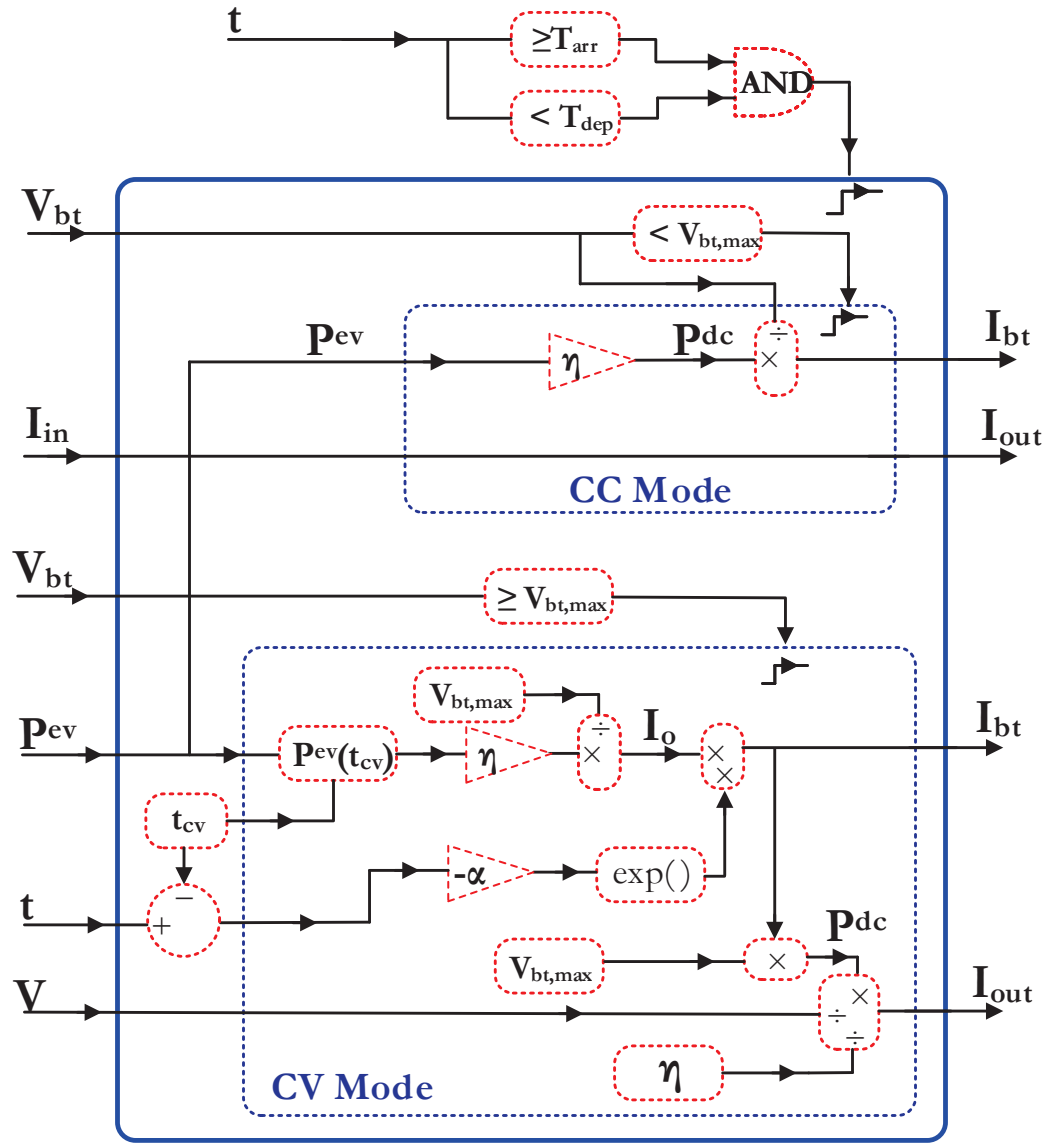 t
≥T_arr
AND
< T_dep
V_bt
< V_bt,max
÷
P^ev
η
P^dc
×
I_bt
I_in
I_out
CC Mode
V_bt
≥ V_bt,max
V_bt,max
÷
P^ev
P^ev(t_cv)
η
×
I_o
×
×
I_bt
t_cv
−
-α
exp()
t
+
P^dc
V_bt,max
×
×
V
÷
÷
I_out
η
CV Mode